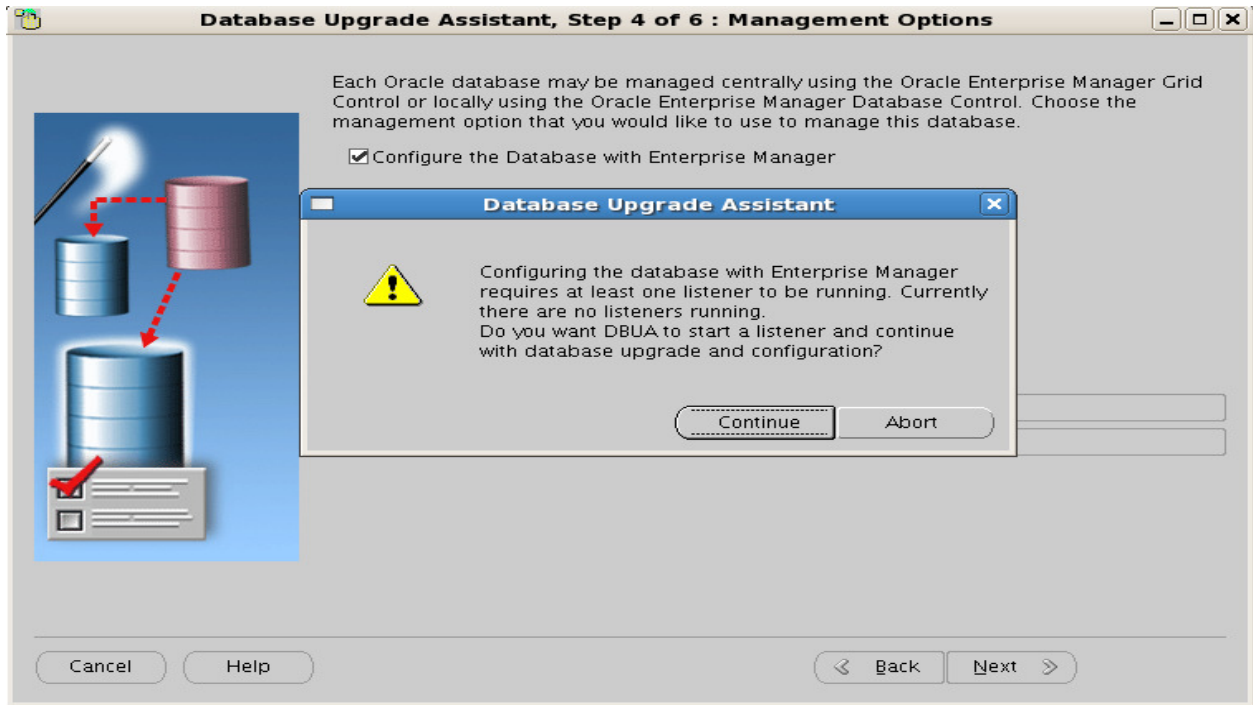 Database Upgrade Assistant, Step 4 of 6 : Management Options
Each Oracle database may be managed centrally using the Oracle Enterprise Manager Grid
Control or locally using the Oracle Enterprise Manager Database Control. Choose the
management option that you would like to use to manage this database.
Configure the Database with Enterprise Manager
Database Upgrade Assistant
Configuring the database with Enterprise Manager
requires at least one listener to be running. Currently
there are no listeners running.
Do you want DBUA to start a listener and continue
with database upgrade and configuration?
Continue Abort
Cancel Help Back Next